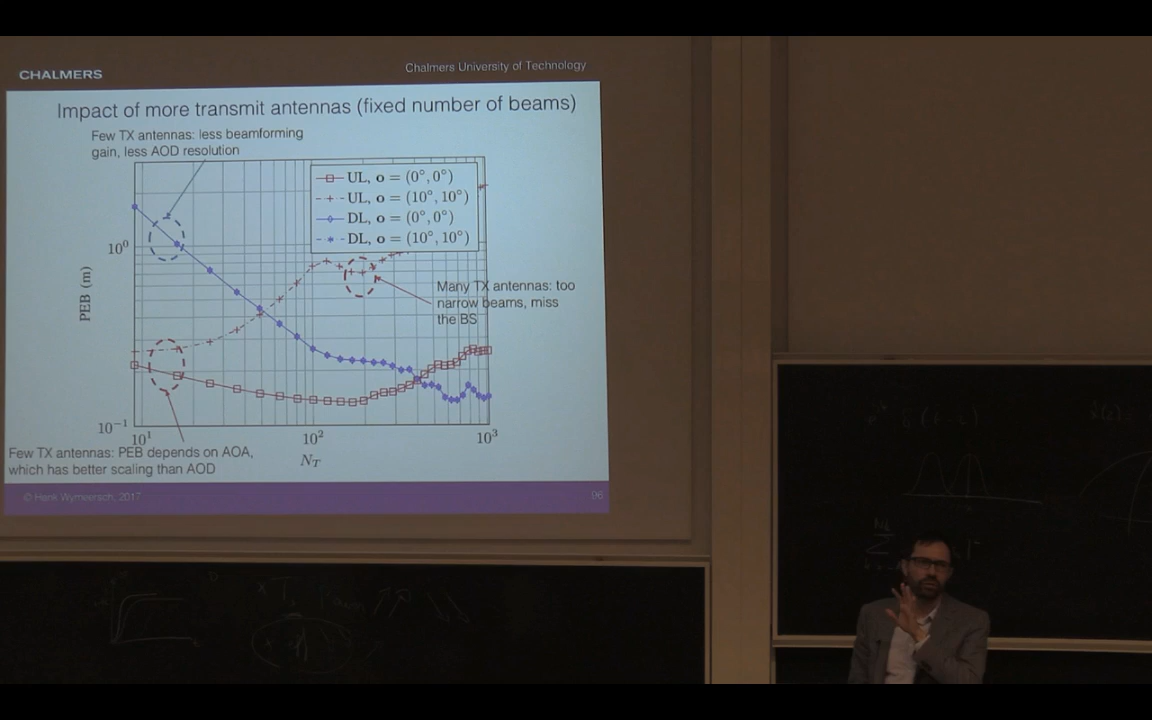 CHALMERS
Chalmers University of Technology
Impact of more transmit antennas (fixed number of beams)
Few TX antennas: less beamforming
gain, less AOD resolution
UL, o = (0°, 0°)
UL, o = (10°, 10°)
DL, o = (0°, 0°)
DL, o = (10°, 10°)
10⁰
PEB (m)
Many TX antennas: too
narrow beams, miss
the BS
10⁻¹
10¹
10²
10³
N_T
Few TX antennas: PEB depends on AOA,
which has better scaling than AOD
© Henk Wymeersch, 2017
96